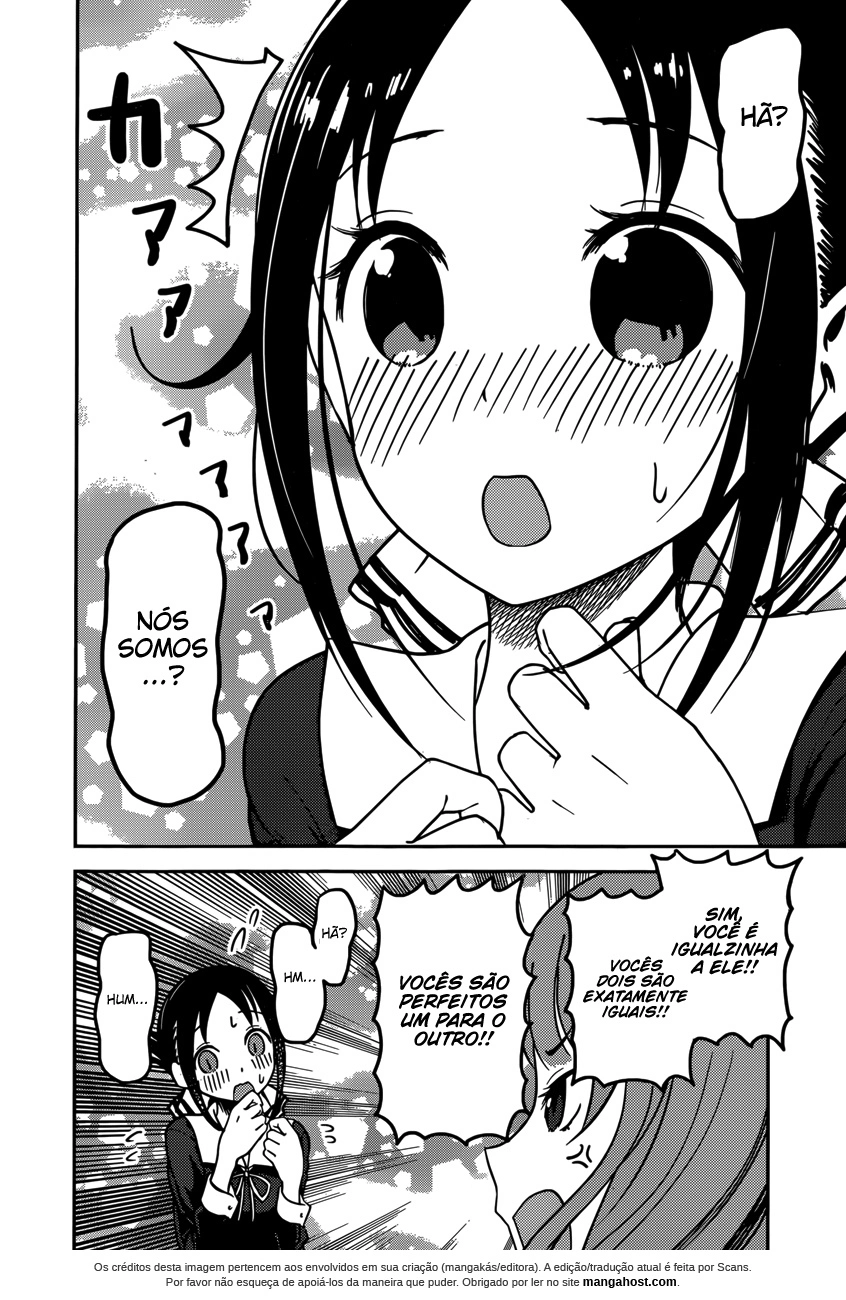 HÃ?
カァァァァァァ
NÓS
SOMOS
...?
SIM,
VOCÊ É
IGUALZINHA
A ELE!!
VOCÊS
DOIS SÃO
EXATAMENTE
IGUAIS!!
VOCÊS SÃO
PERFEITOS
UM PARA O
OUTRO!!
HÃ?
HM...
HUM...
Os créditos desta imagem pertencem aos envolvidos em sua criação (mangakás/editora). A edição/tradução atual é feita por Scans.
Por favor não esqueça de apoiá-los da maneira que puder. Obrigado por ler no site mangahost.com.